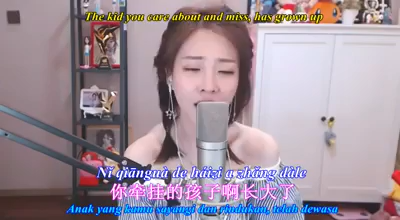 The kid you care about and miss, has grown up
Nǐ qiānguà de háizi a zhǎng dàle
你牵挂的孩子啊长大了
Anak yang kamu sayangi dan rindukan, telah dewasa